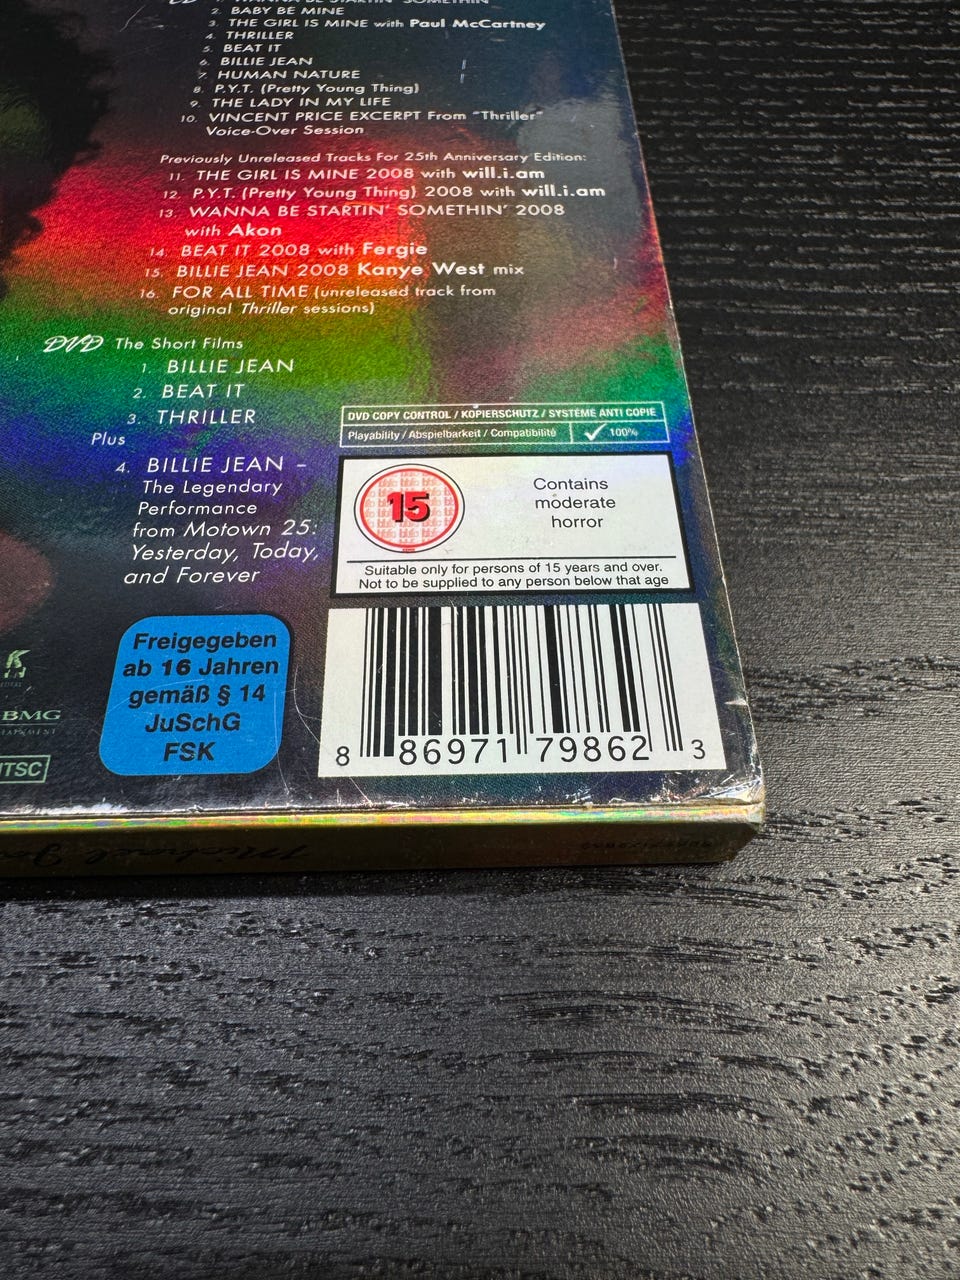 CD 1. WANNA BE STARTIN' SOMETHIN'
2. BABY BE MINE
3. THE GIRL IS MINE with Paul McCartney
4. THRILLER
5. BEAT IT
6. BILLIE JEAN
7. HUMAN NATURE
8. P.Y.T. (Pretty Young Thing)
9. THE LADY IN MY LIFE
10. VINCENT PRICE EXCERPT From "Thriller"
Voice-Over Session
Previously Unreleased Tracks For 25th Anniversary Edition:
11. THE GIRL IS MINE 2008 with will.i.am
12. P.Y.T. (Pretty Young Thing) 2008 with will.i.am
13. WANNA BE STARTIN' SOMETHIN' 2008
with Akon
14. BEAT IT 2008 with Fergie
15. BILLIE JEAN 2008 Kanye West mix
16. FOR ALL TIME (unreleased track from
original Thriller sessions)
DVD The Short Films
1. BILLIE JEAN
2. BEAT IT
3. THRILLER
Plus
4. BILLIE JEAN –
The Legendary
Performance
from Motown 25:
Yesterday, Today,
and Forever
DVD COPY CONTROL / KOPIERSCHUTZ / SYSTÈME ANTI COPIE
Playability / Abspielbarkeit / Compatibilité 100%
15
Contains
moderate
horror
Suitable only for persons of 15 years and over.
Not to be supplied to any person below that age
Freigegeben
ab 16 Jahren
gemäß § 14
JuSchG
FSK
BMG
NTSC
8 86971 79862 3
Michael